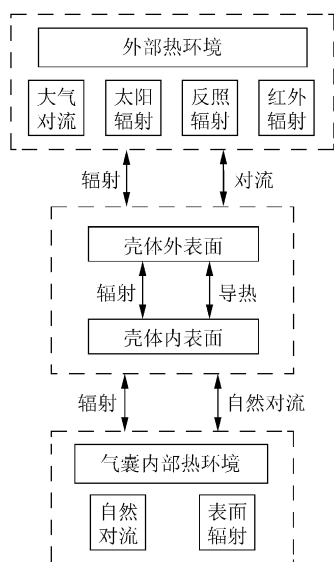 外部热环境
大气
对流
太阳
辐射
反照
辐射
红外
辐射
辐射
对流
壳体外表面
辐射
导热
壳体内表面
辐射
自然对流
气囊内部热环境
自然
对流
表面
辐射